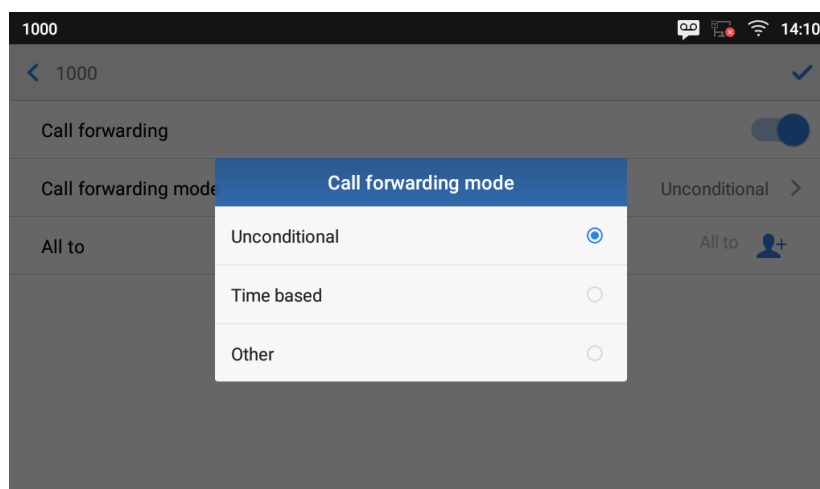 1000 14:10
1000
Call forwarding
Call forwarding mode Unconditional
All to All to
Call forwarding mode
Unconditional
Time based
Other